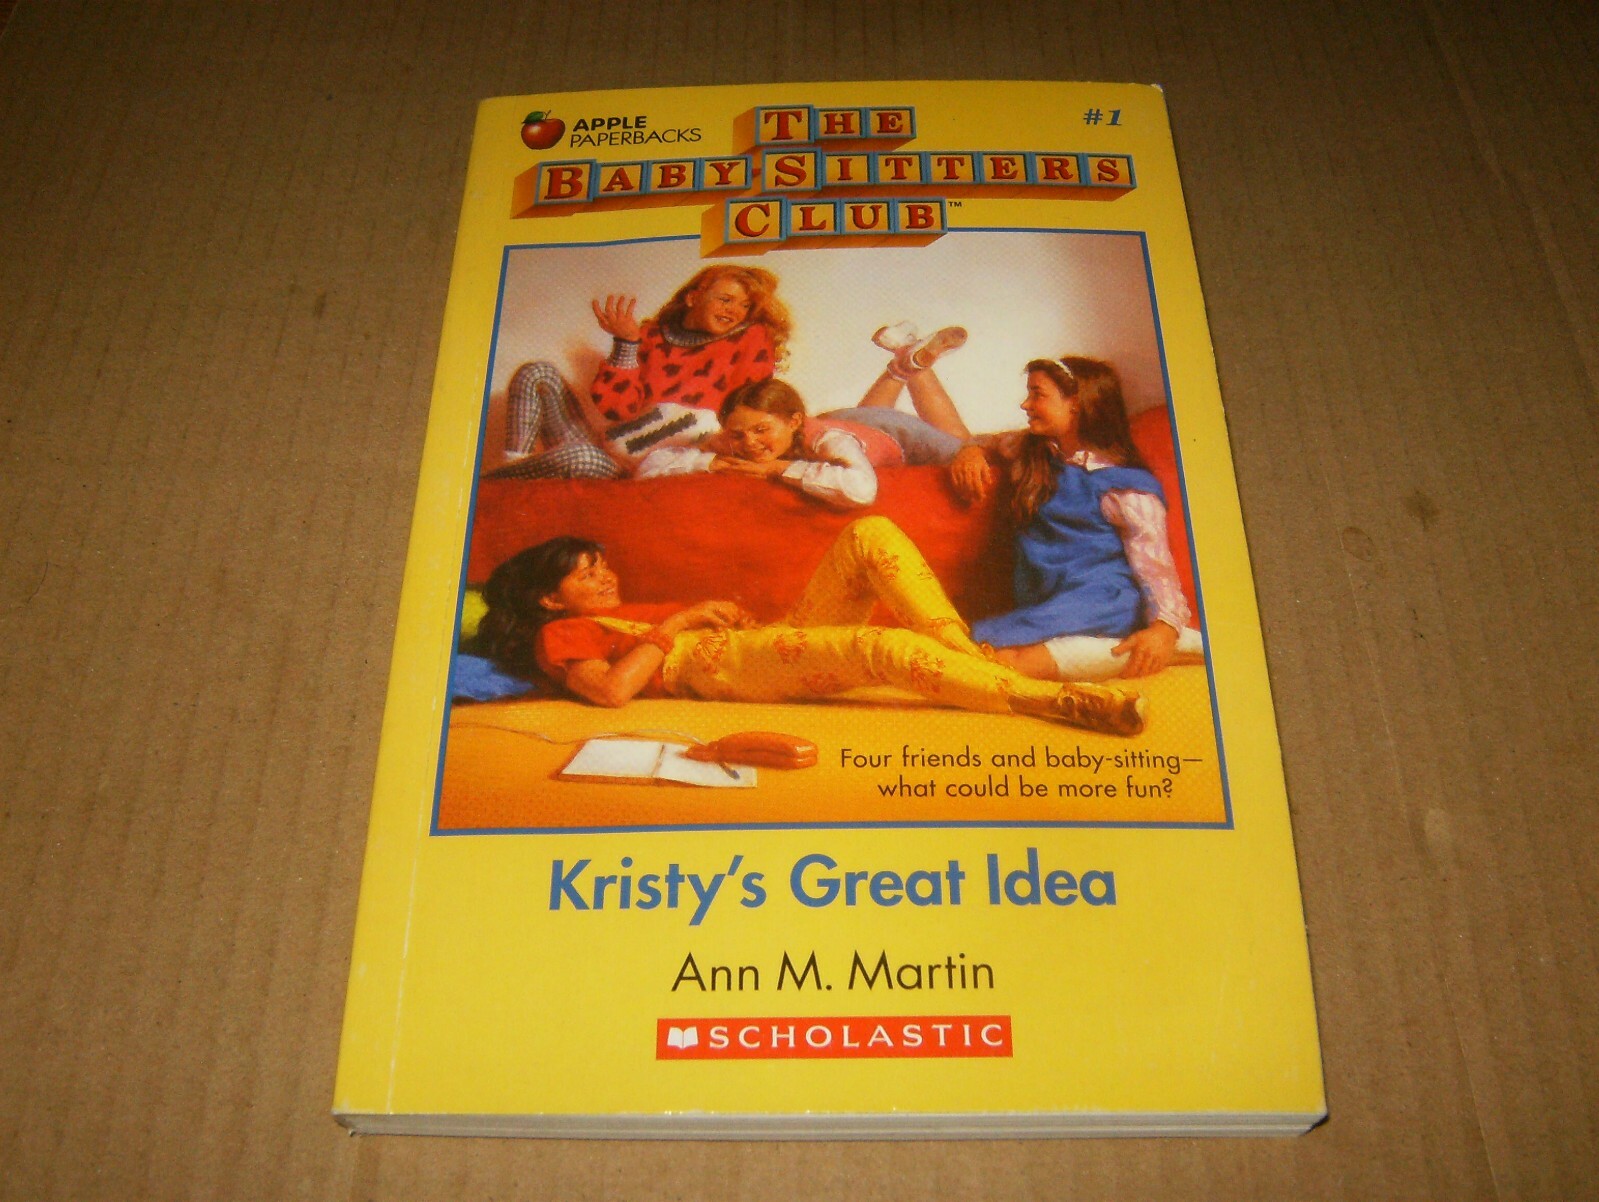 APPLE
PAPERBACKS
THE
BABY-SITTERS
CLUB™
#1
Four friends and baby-sitting—
what could be more fun?
Kristy's Great Idea
Ann M. Martin
SCHOLASTIC